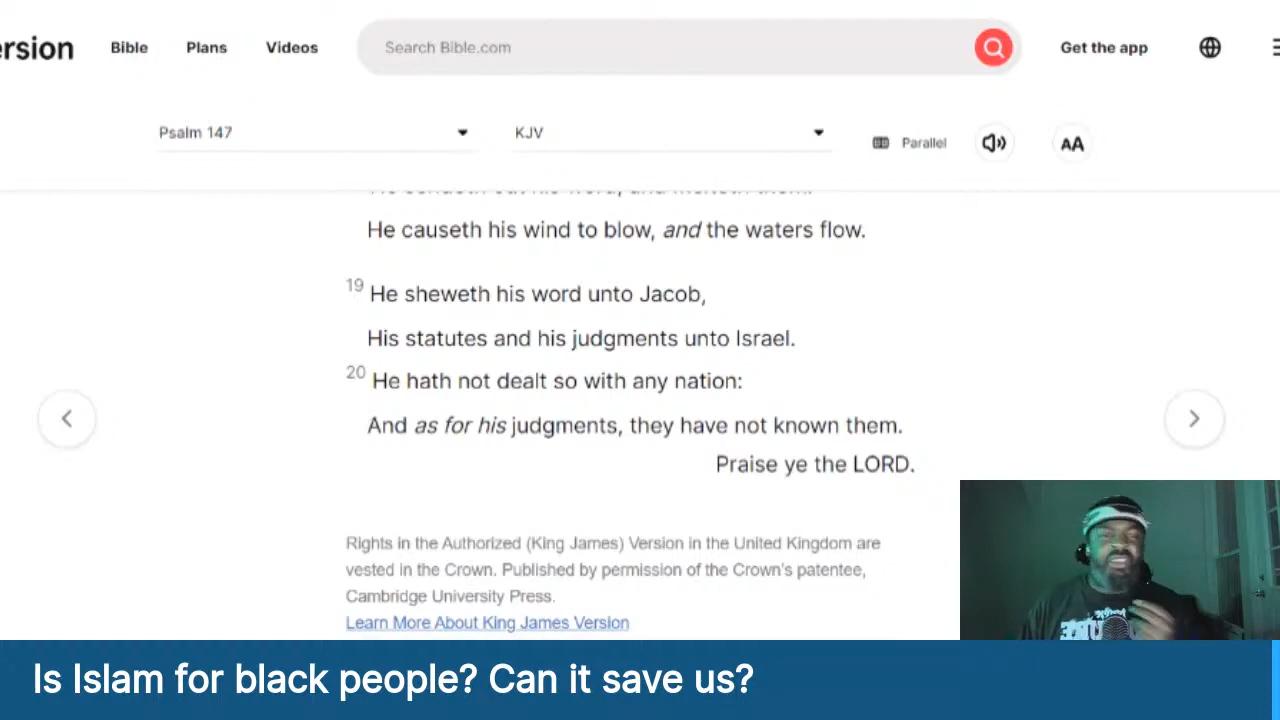 Bible Plans Videos Search Bible.com Get the app
Psalm 147 KJV Parallel AA
He causeth his wind to blow, and the waters flow.
19 He sheweth his word unto Jacob,
His statutes and his judgments unto Israel.
20 He hath not dealt so with any nation:
And as for his judgments, they have not known them.
Praise ye the LORD.
Rights in the Authorized (King James) Version in the United Kingdom are
vested in the Crown. Published by permission of the Crown's patentee,
Cambridge University Press.
Learn More About King James Version
Is Islam for black people? Can it save us?